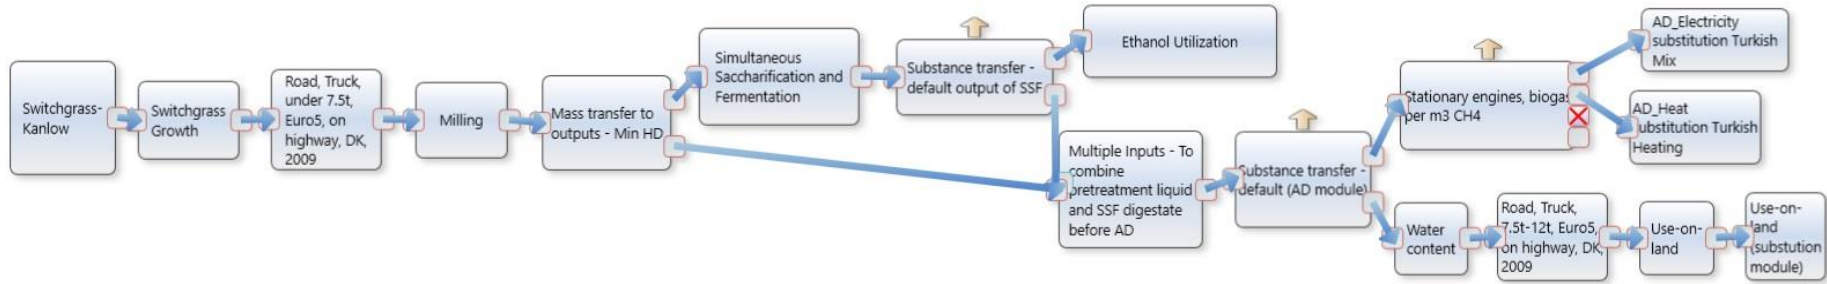 Switchgrass-
Kanlow
Switchgrass
Growth
Road, Truck,
under 7.5t,
Euro5, on
highway, DK,
2009
Milling
Mass transfer to
outputs - Min HD
Simultaneous
Saccharification and
Fermentation
Substance transfer -
default output of SSF
Ethanol Utilization
Multiple Inputs - To
combine
pretreatment liquid
and SSF digestate
before AD
Substance transfer -
default (AD module)
Stationary engines, biogas
per m3 CH4
AD_Electricity
substitution Turkish
Mix
AD_Heat
substitution Turkish
Heating
Water
content
Road, Truck,
7.5t-12t, Euro5,
on highway, DK,
2009
Use-on-
land
Use-on-
land
(substution
module)